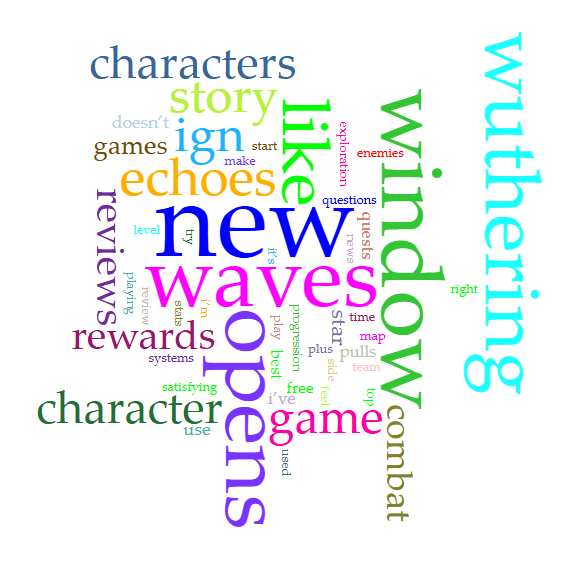 characters
wuthering
story
window
like
doesn't
ign
exploration
games
start
enemies
make
echoes
reviews
questions
new
quests
level
try
news
it's
waves
playing
review
right
stats
i'm
progression
star
time
opens
play
rewards
map
best
plus
pulls
systems
side
team
satisfying
free
feel
top
character
i've
game
combat
use
used